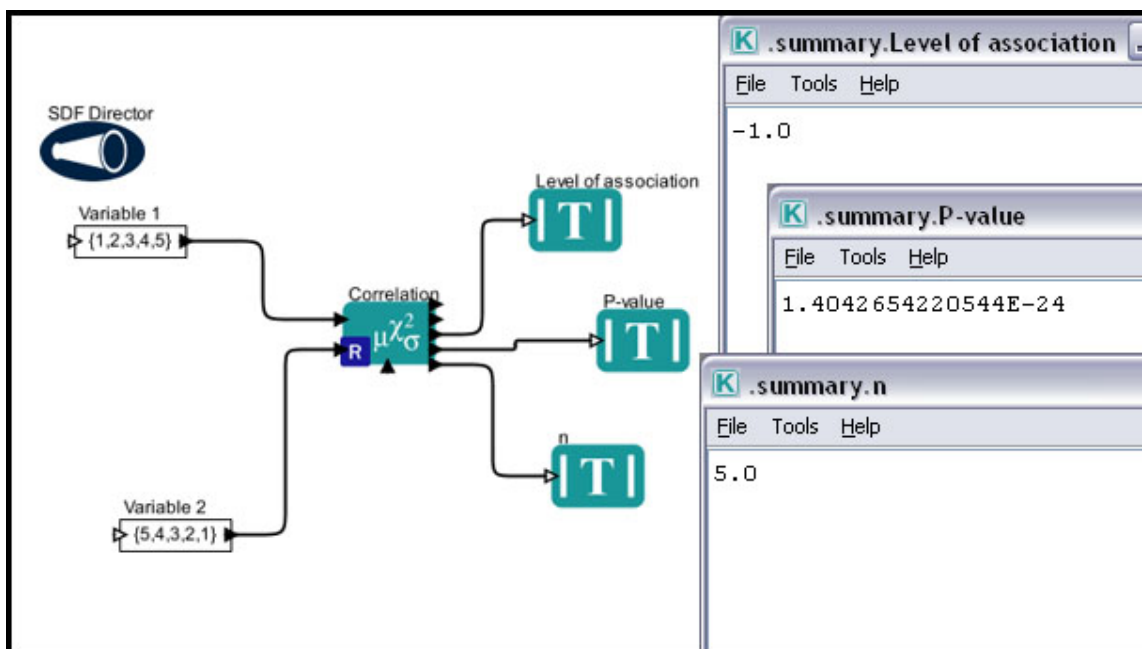 SDF Director
Variable 1
{1,2,3,4,5}
Correlation
R μχ²σ
Level of association
T
P-value
T
n
T
Variable 2
{5,4,3,2,1}
K .summary.Level of association
File Tools Help
-1.0
K .summary.P-value
File Tools Help
1.4042654220544E-24
K .summary.n
File Tools Help
5.0